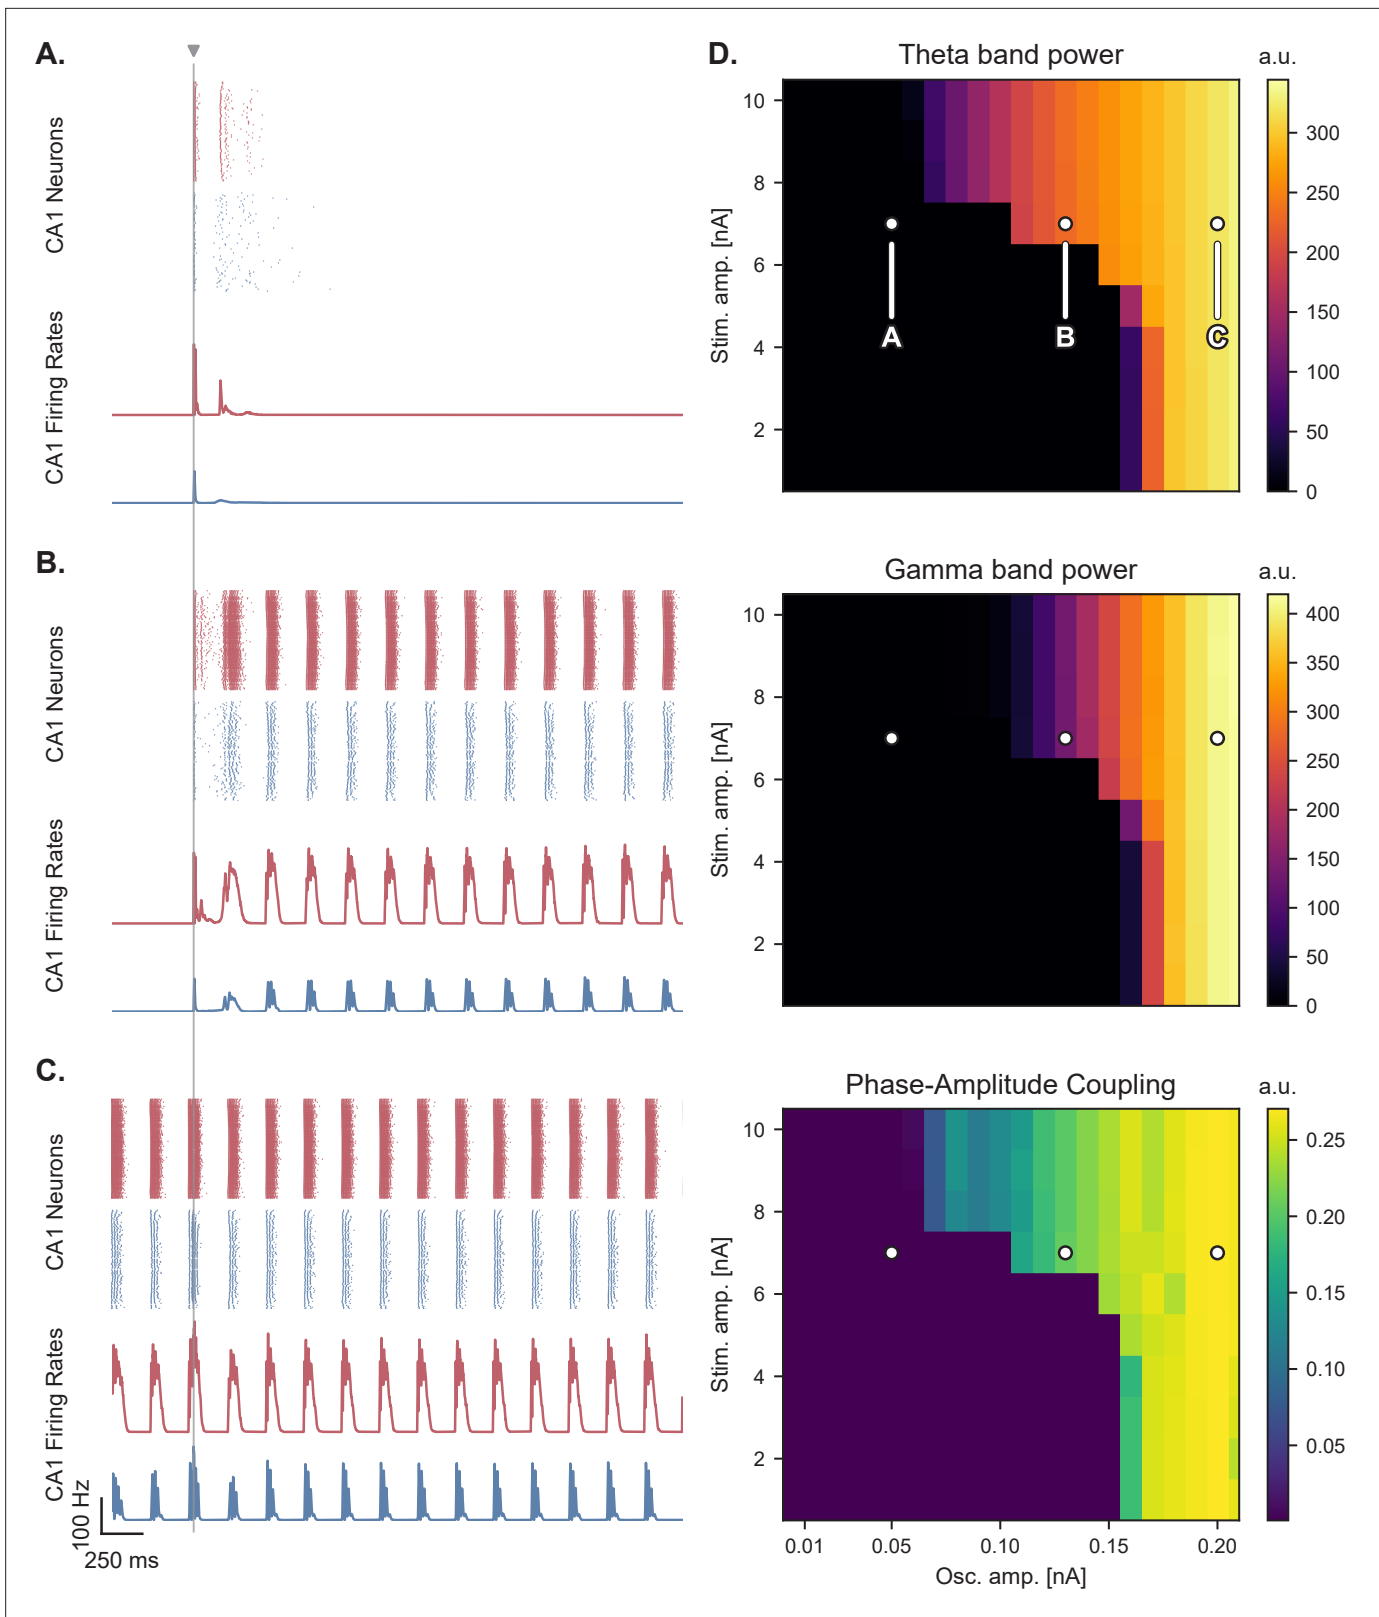 A.
CA1 Neurons
CA1 Firing Rates
B.
CA1 Neurons
CA1 Firing Rates
C.
CA1 Neurons
CA1 Firing Rates
100 Hz
250 ms
D.
Theta band power
a.u.
Stim. amp. [nA]
10
8
6
4
2
A
B
C
300
250
200
150
100
50
0
Gamma band power
a.u.
Stim. amp. [nA]
10
8
6
4
2
400
350
300
250
200
150
100
50
0
Phase-Amplitude Coupling
a.u.
Stim. amp. [nA]
10
8
6
4
2
0.25
0.20
0.15
0.10
0.05
0.01
0.05
0.10
0.15
0.20
Osc. amp. [nA]